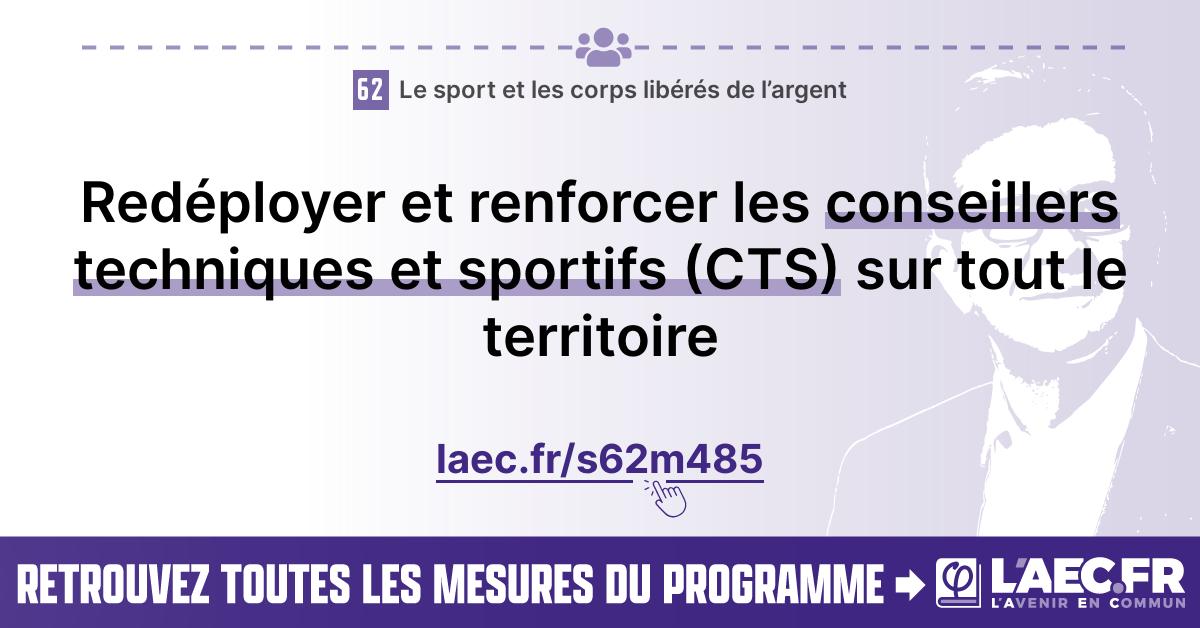 62 Le sport et les corps libérés de l’argent
Redéployer et renforcer les conseillers
techniques et sportifs (CTS) sur tout le
territoire
laec.fr/s62m485
RETROUVEZ TOUTES LES MESURES DU PROGRAMME
φ
L'AEC.FR
L'AVENIR EN COMMUN